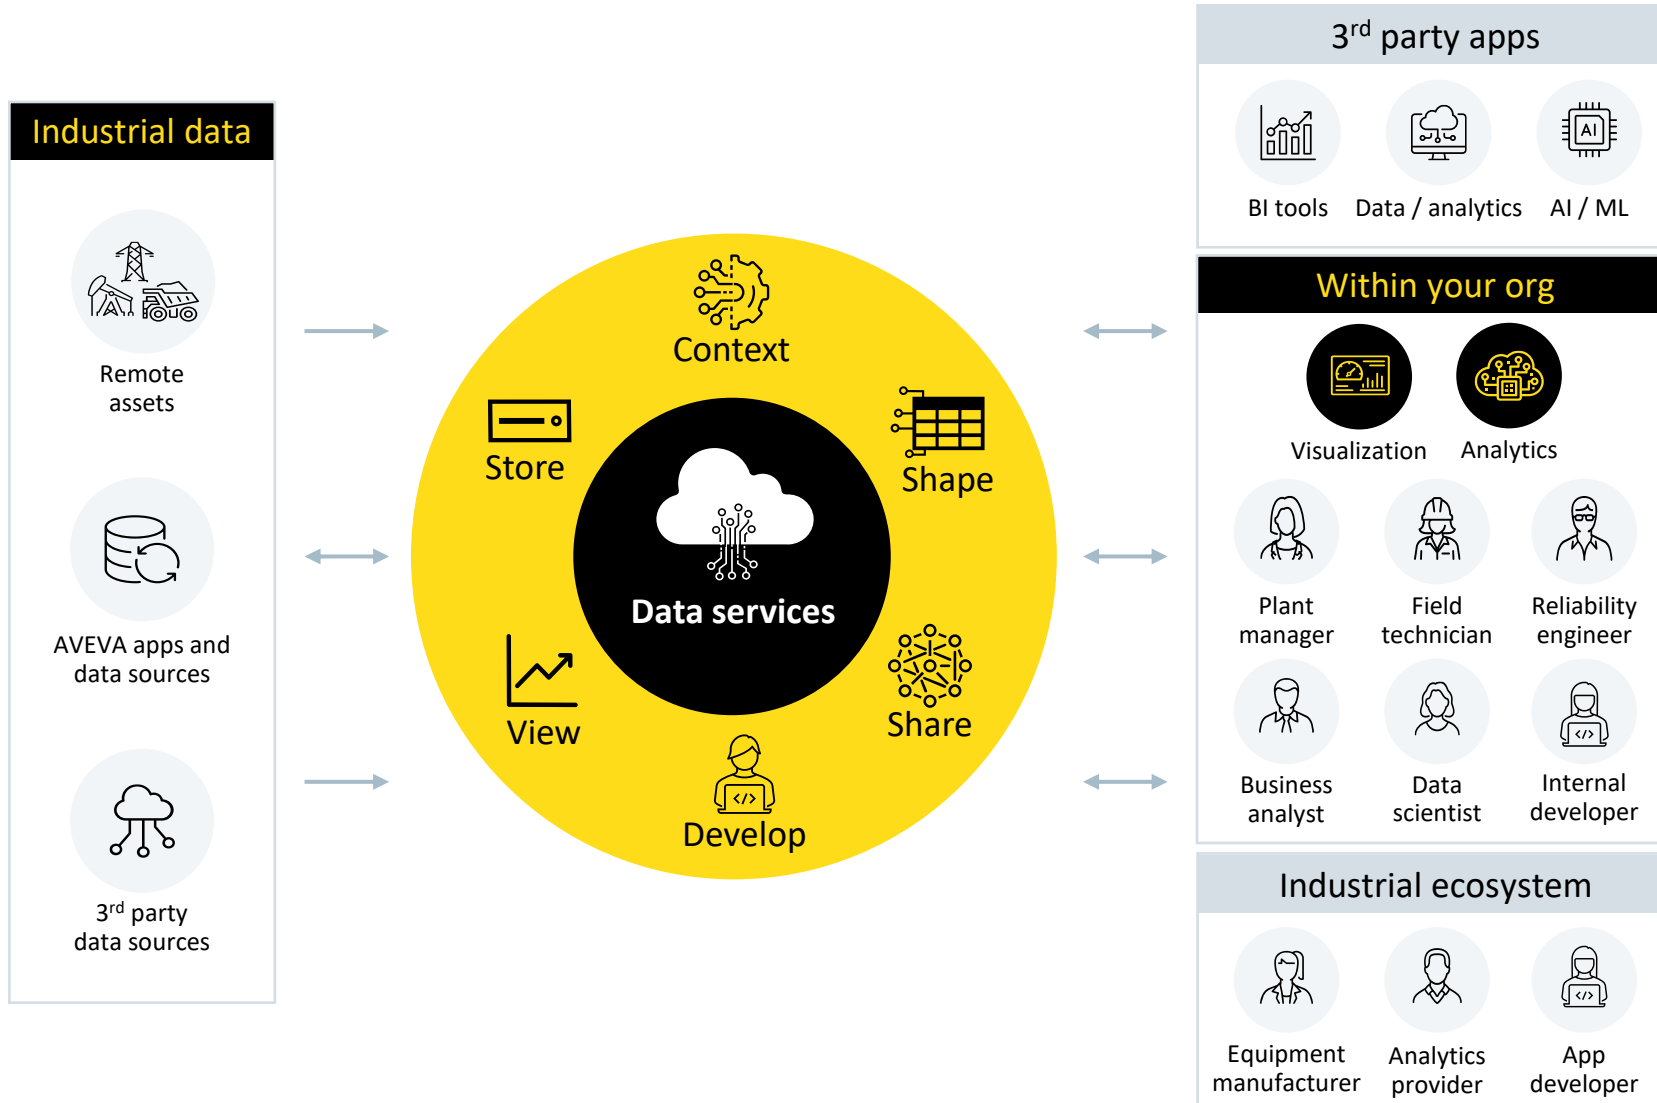 Industrial data
Remote
assets
AVEVA apps and
data sources
3rd party
data sources
Context
Store
Shape
Data services
View
Share
</>
Develop
3rd party apps
AI
BI tools
Data / analytics
AI / ML
Within your org
Visualization
Analytics
Plant
manager
Field
technician
Reliability
engineer
Business
analyst
Data
scientist
</>
Internal
developer
Industrial ecosystem
Equipment
manufacturer
Analytics
provider
</>
App
developer